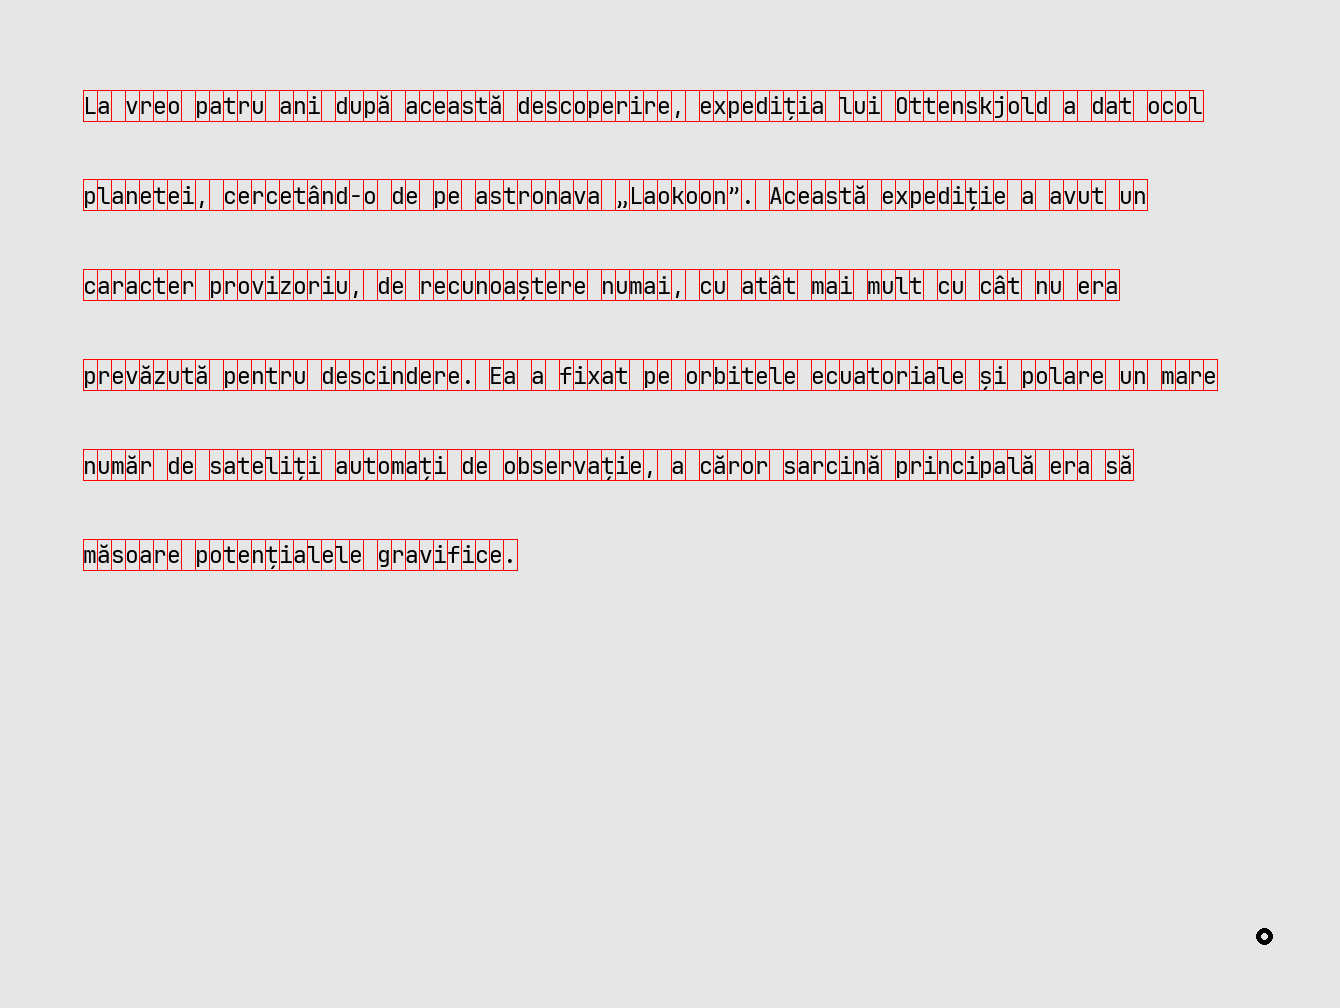 La vreo patru ani după această descoperire, expediția lui Ottenskjold a dat ocol
planetei, cercetând-o de pe astronava „Laokoon”. Această expediție a avut un
caracter provizoriu, de recunoaștere numai, cu atât mai mult cu cât nu era
prevăzută pentru descindere. Ea a fixat pe orbitele ecuatoriale și polare un mare
număr de sateliți automați de observație, a căror sarcină principală era să
măsoare potențialele gravifice.